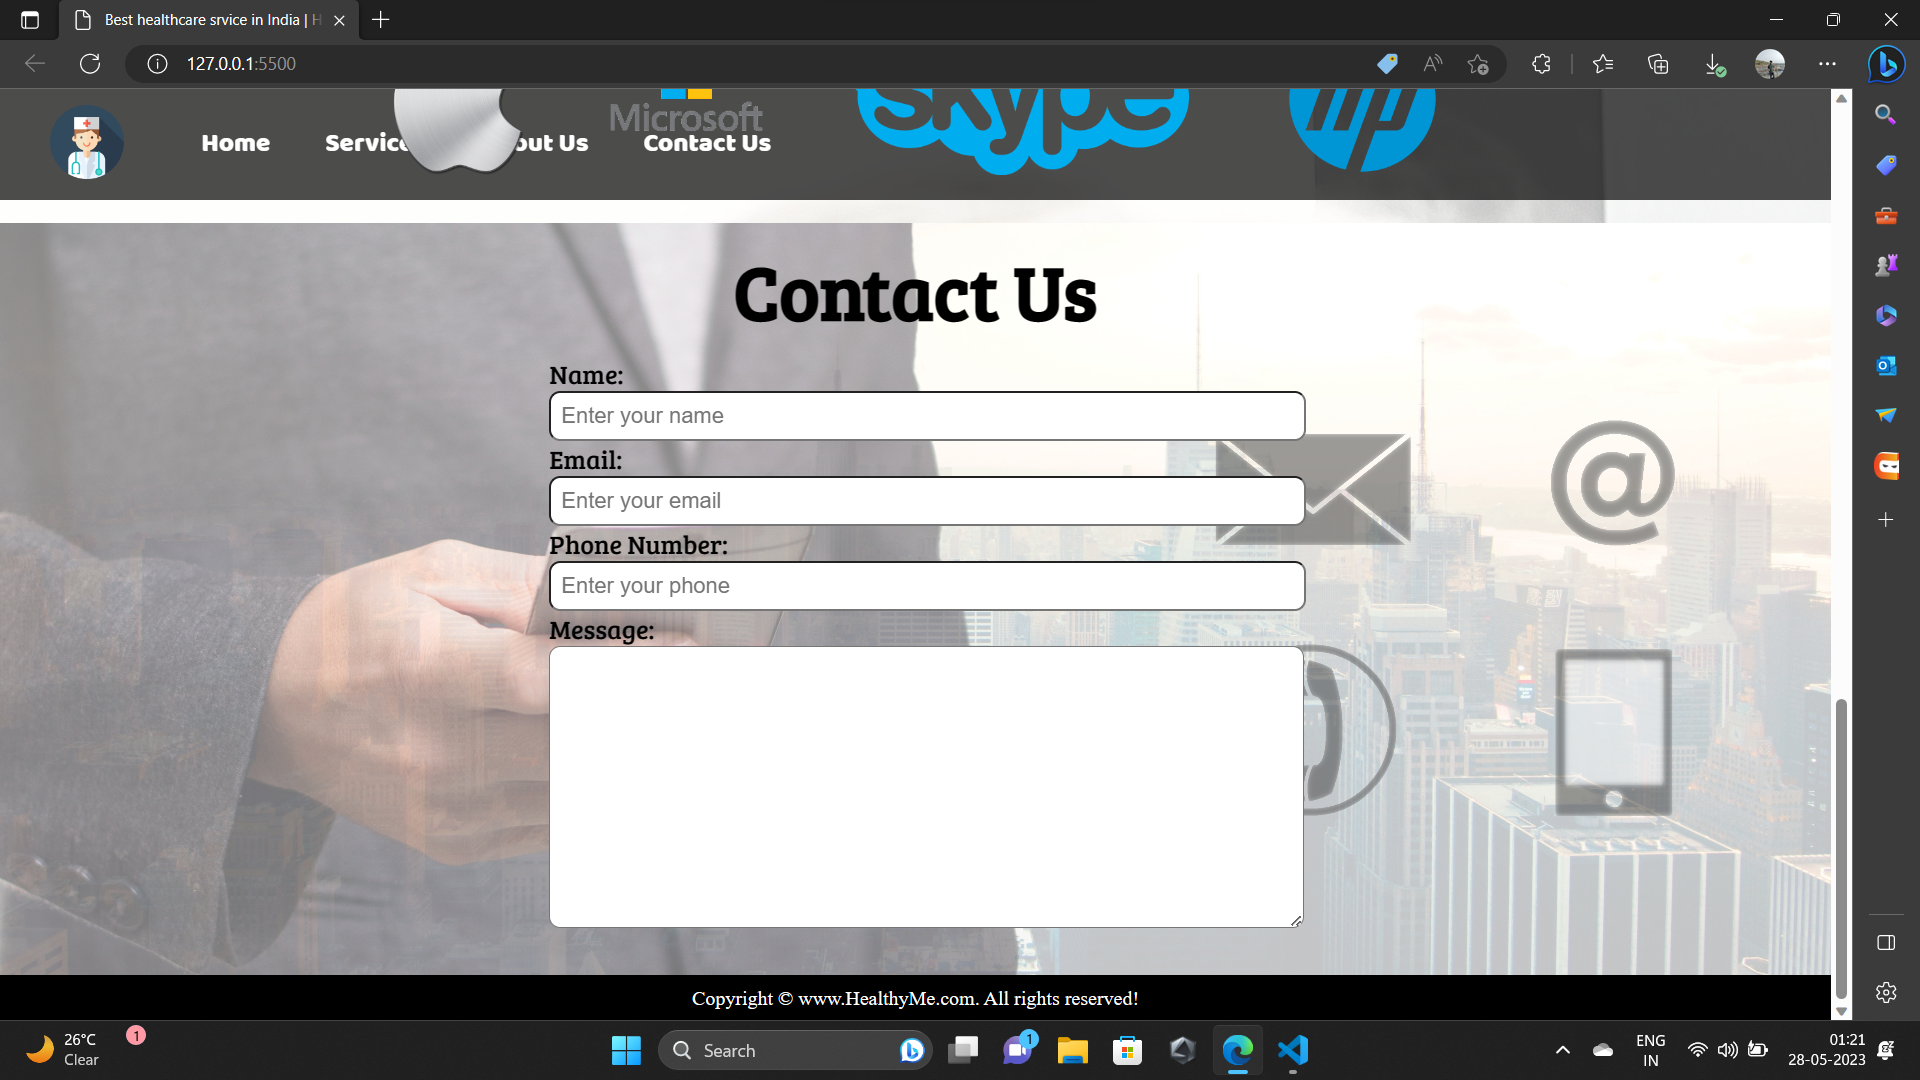 Best healthcare srvice in India | H
127.0.0.1:5500
Microsoft
skype
hp
Home
Service
out Us
Contact Us
Contact Us
Name:
Enter your name
Email:
Enter your email
@
Phone Number:
Enter your phone
Message:
Copyright © www.HealthyMe.com. All rights reserved!
26°C
Clear
1
Search
1
ENG
IN
01:21
28-05-2023